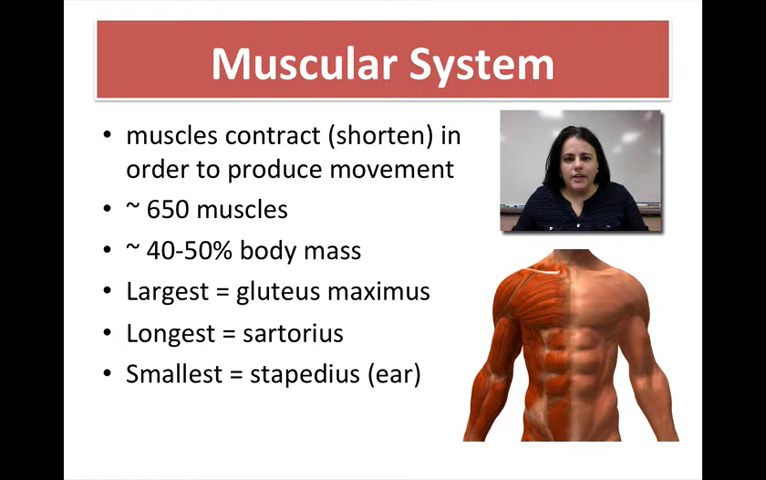 Muscular System
• muscles contract (shorten) in
order to produce movement
• ~ 650 muscles
• ~ 40-50% body mass
• Largest = gluteus maximus
• Longest = sartorius
• Smallest = stapedius (ear)